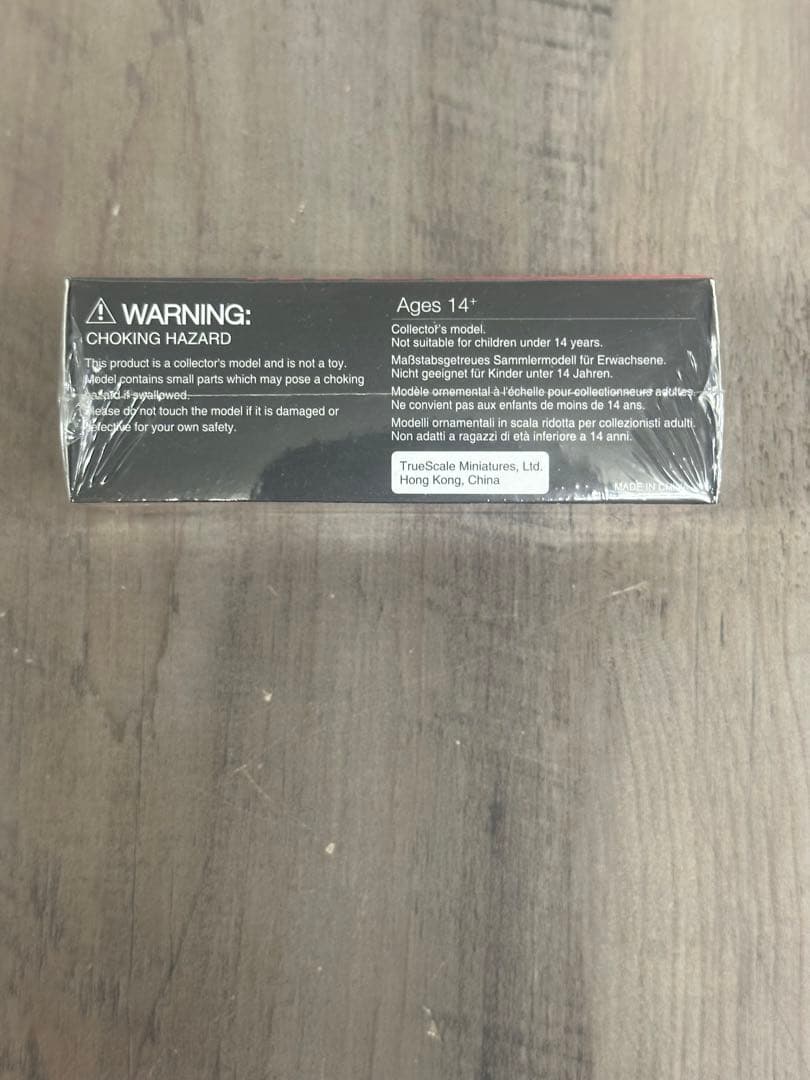 WARNING:
CHOKING HAZARD
This product is a collector's model and is not a toy.
Model contains small parts which may pose a choking
hazard if swallowed.
Please do not touch the model if it is damaged or
defective for your own safety.
Ages 14+
Collector's model.
Not suitable for children under 14 years.
Maßstabsgetreues Sammlermodell für Erwachsene.
Nicht geeignet für Kinder unter 14 Jahren.
Modèle ornemental à l'échelle pour collectionneurs adultes.
Ne convient pas aux enfants de moins de 14 ans.
Modelli ornamentali in scala ridotta per collezionisti adulti.
Non adatti a ragazzi di età inferiore a 14 anni.
TrueScale Miniatures, Ltd.
Hong Kong, China
MADE IN CHINA